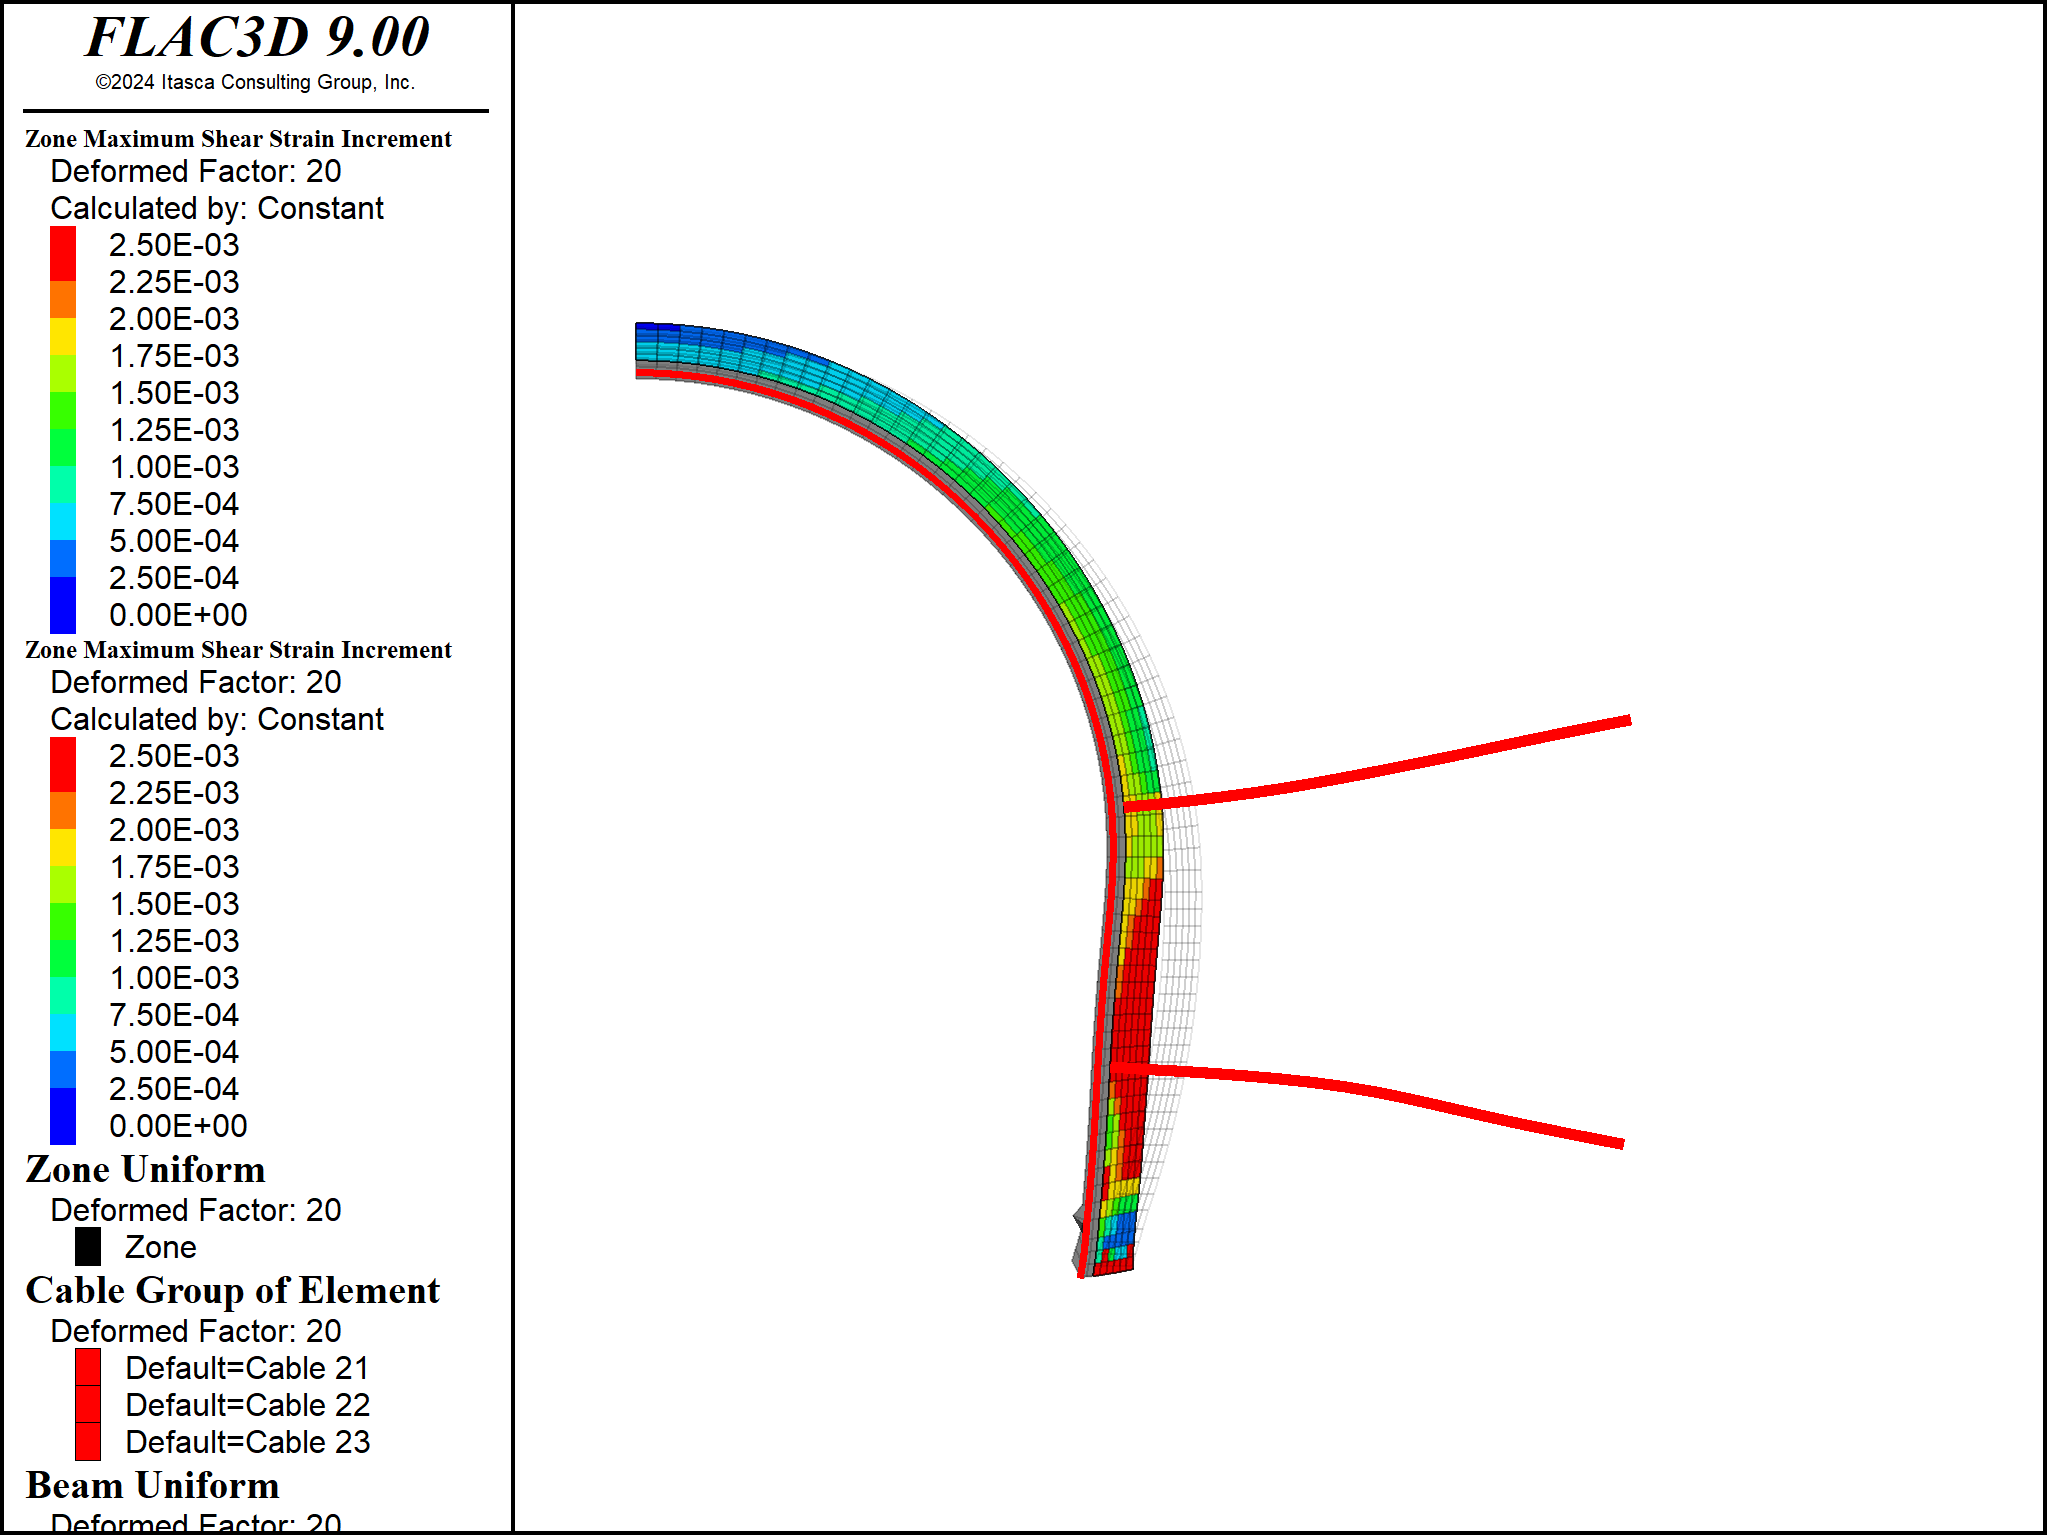 FLAC3D 9.00
©2024 Itasca Consulting Group, Inc.
Zone Maximum Shear Strain Increment
Deformed Factor: 20
Calculated by: Constant
2.50E-03
2.25E-03
2.00E-03
1.75E-03
1.50E-03
1.25E-03
1.00E-03
7.50E-04
5.00E-04
2.50E-04
0.00E+00
Zone Maximum Shear Strain Increment
Deformed Factor: 20
Calculated by: Constant
2.50E-03
2.25E-03
2.00E-03
1.75E-03
1.50E-03
1.25E-03
1.00E-03
7.50E-04
5.00E-04
2.50E-04
0.00E+00
Zone Uniform
Deformed Factor: 20
Zone
Cable Group of Element
Deformed Factor: 20
Default=Cable 21
Default=Cable 22
Default=Cable 23
Beam Uniform
Deformed Factor: 20